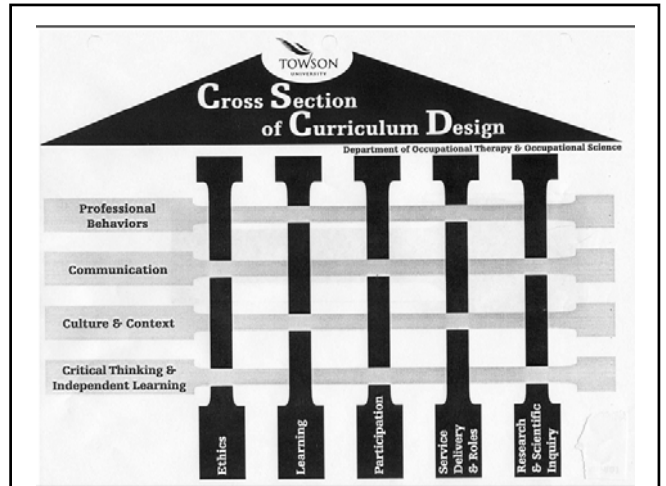 TOWSON
UNIVERSITY
Cross Section
of Curriculum Design
Department of Occupational Therapy & Occupational Science
Professional
Behaviors
Communication
Culture & Context
Critical Thinking &
Independent Learning
Ethics
Learning
Participation
Service
Delivery
& Roles
Research
& Scientific
Inquiry